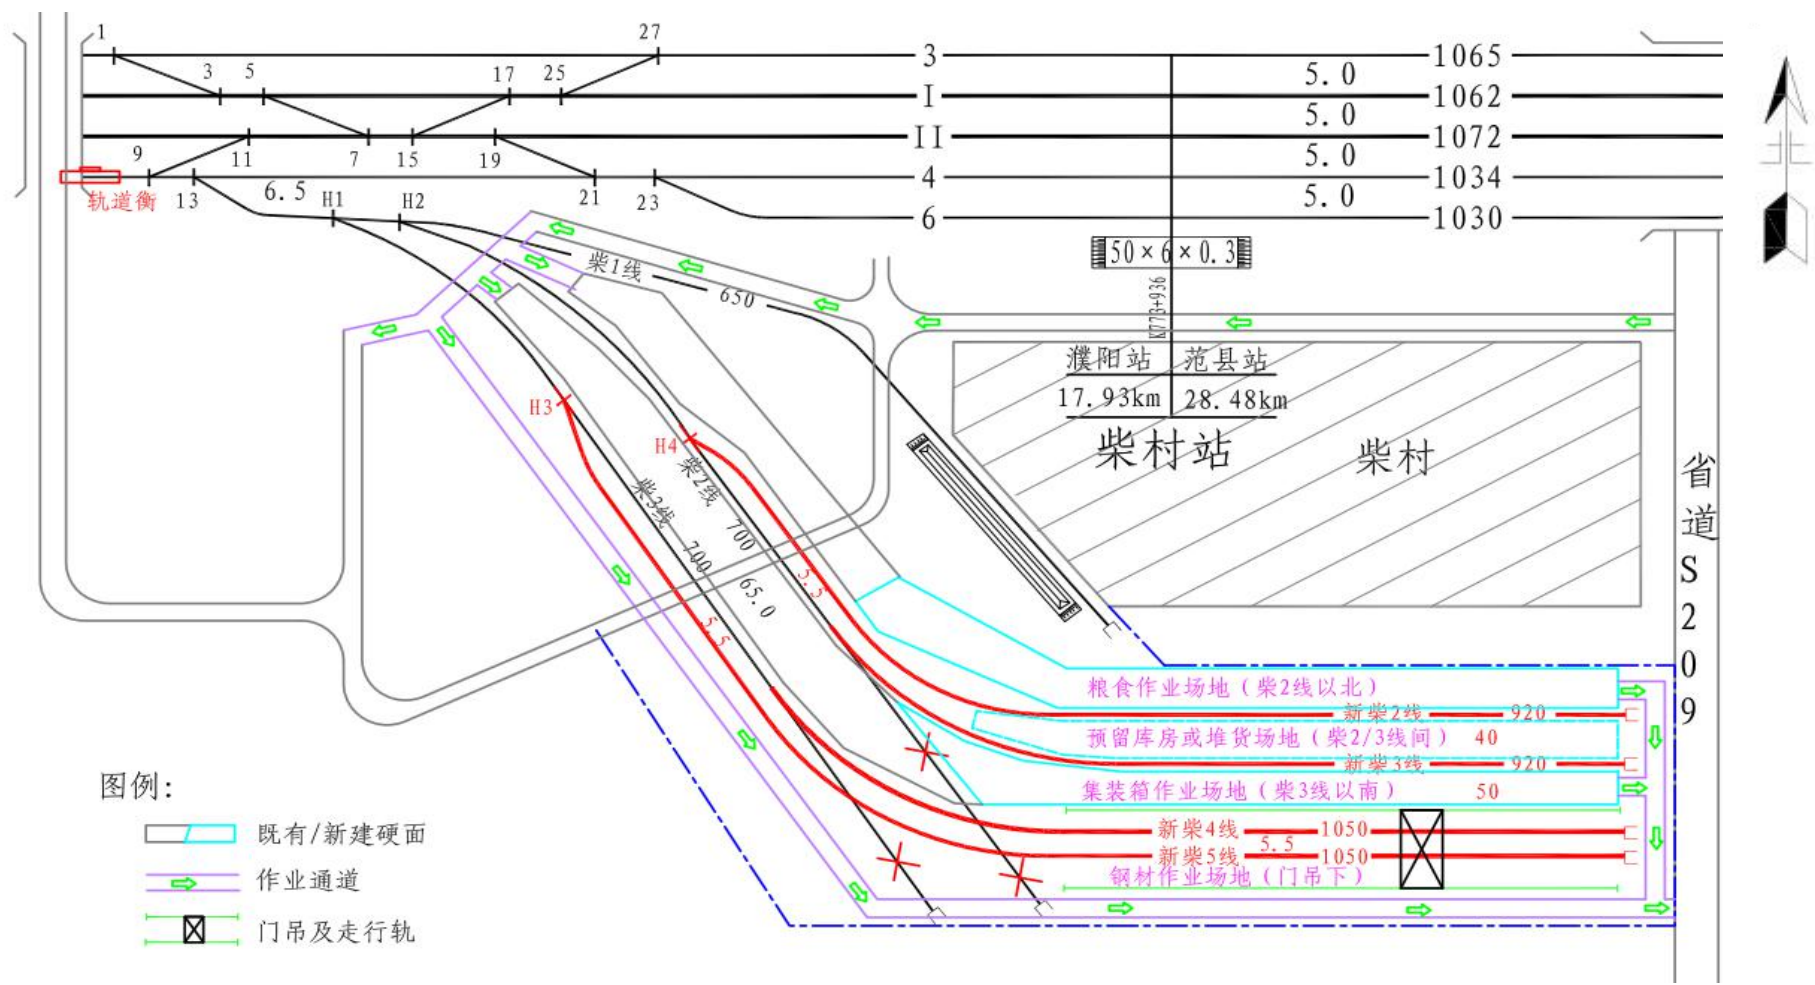 1
27
3
1065
3
5
17
25
5.0
I
1062
5.0
II
1072
9
11
7
15
19
5.0
4
1034
轨道衡
13
6.5
H1
H2
21
23
5.0
6
1030
北
柴1线
650
50×6×0.3
K773+936
濮阳站
范县站
17.93km
28.48km
柴村站
柴村
省道S209
H3
H4
柴2线
700
柴3线
700
65.0
5.5
5.5
粮食作业场地（柴2线以北）
新柴2线
920
预留库房或堆货场地（柴2/3线间）
40
新柴3线
920
集装箱作业场地（柴3线以南）
50
新柴4线
1050
5.5
新柴5线
1050
钢材作业场地（门吊下）
图例：
既有/新建硬面
作业通道
门吊及走行轨